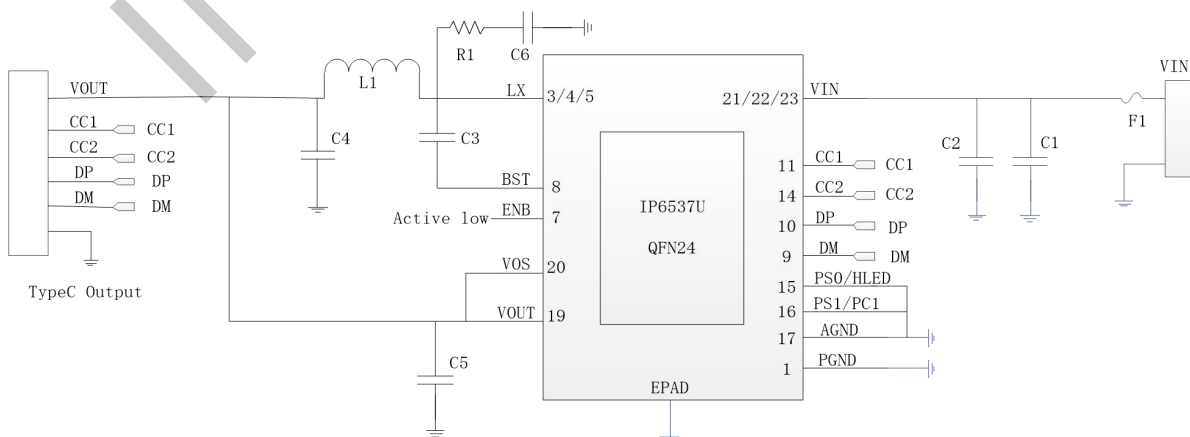 R1
C6
L1
LX
3/4/5
C3
C4
BST
8
Active low
ENB
7
VOS
20
VOUT
19
C5
VOUT
CC1
CC1
CC2
CC2
DP
DP
DM
DM
TypeC Output
IP6537U
QFN24
EPAD
21/22/23
VIN
11
CC1
CC1
14
CC2
CC2
10
DP
DP
9
DM
DM
15
PS0/HLED
16
PS1/PC1
17
AGND
1
PGND
C2
C1
F1
VIN